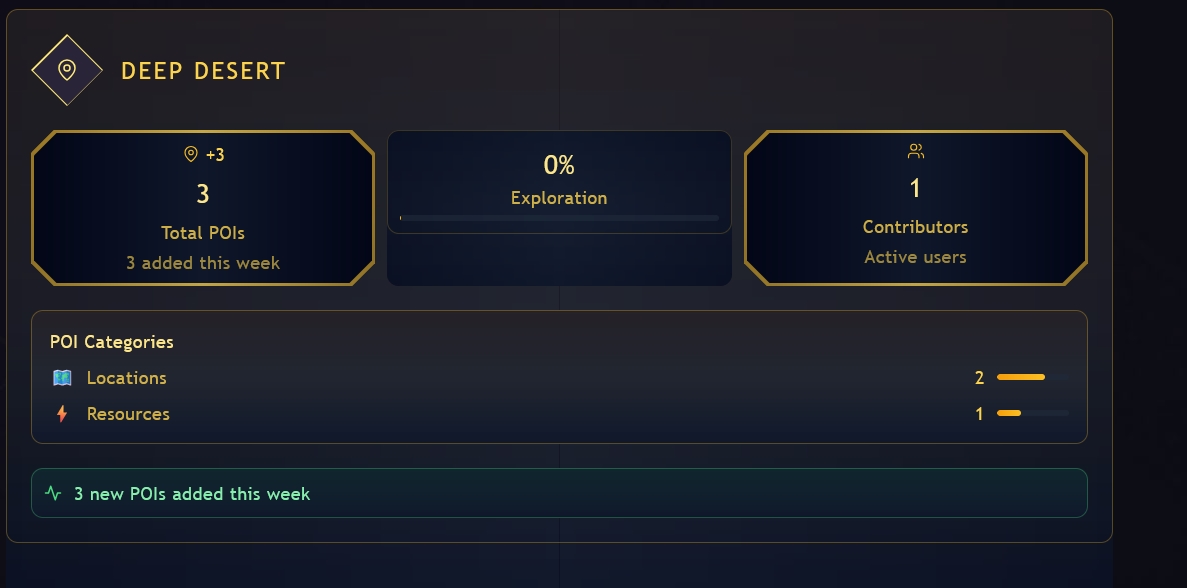 DEEP DESERT
+3
3
Total POIs
3 added this week
0%
Exploration
1
Contributors
Active users
POI Categories
Locations 2
Resources 1
3 new POIs added this week